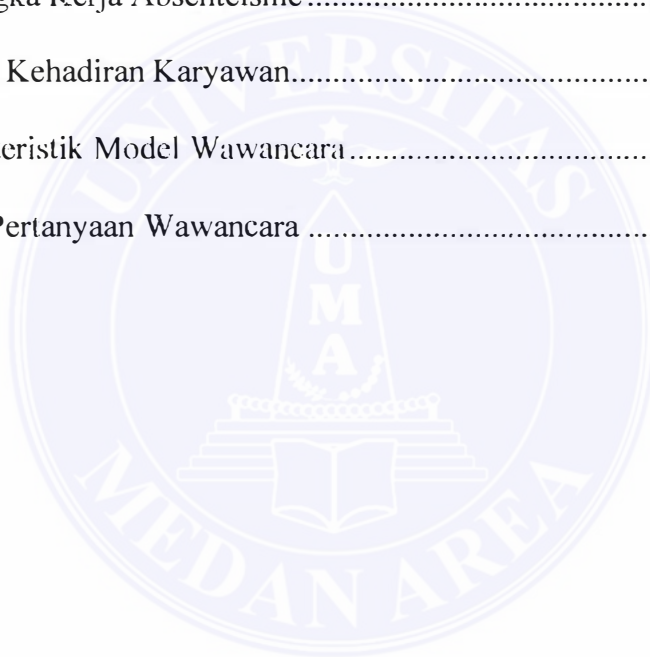 Kerja Absenteisme ........................................
Kehadiran Karyawan........................................
Model Wawancara........................................
Pertanyaan Wawancara ........................................
UNIVERSITAS
UMA
MEDAN AREA